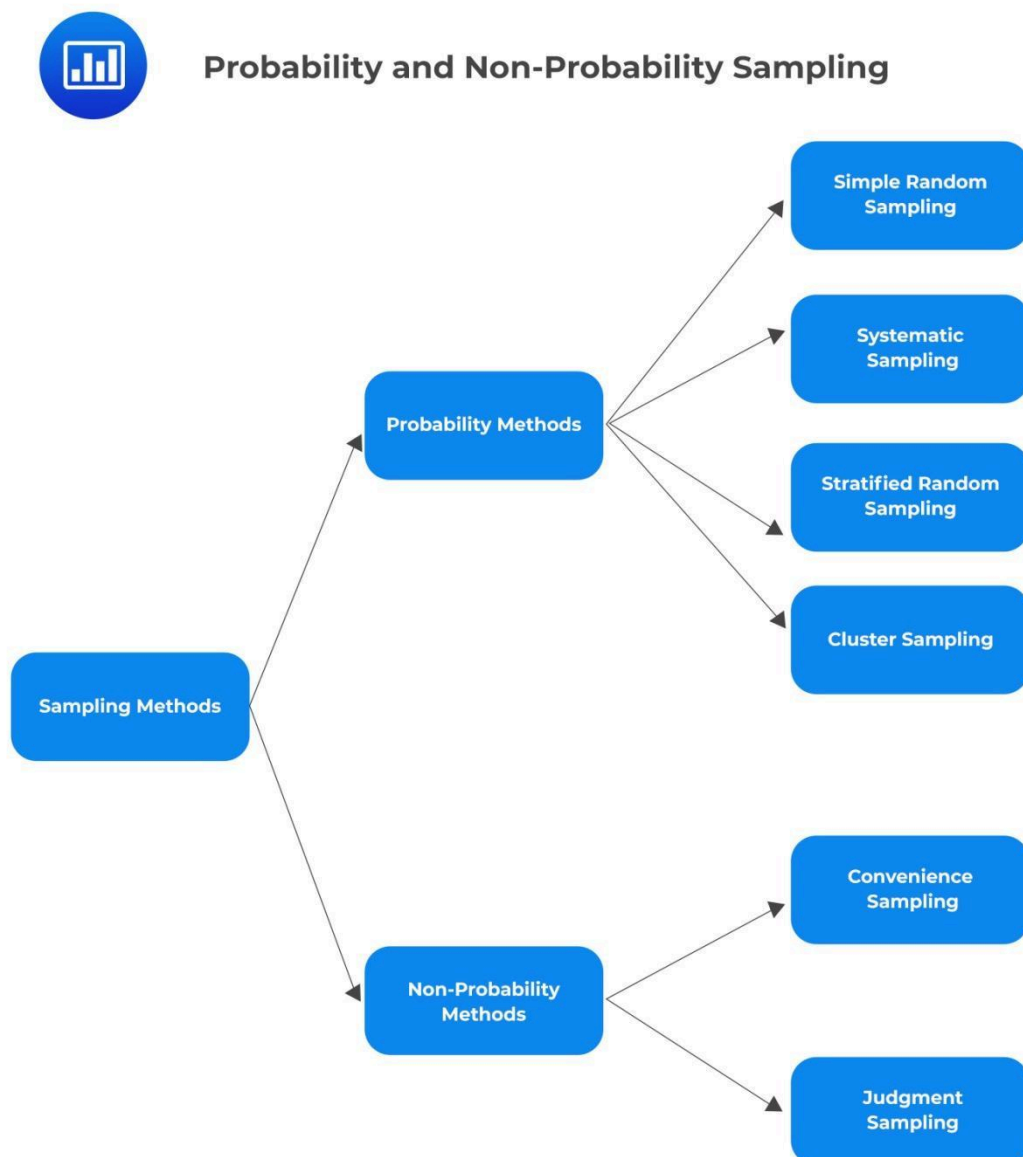 Probability and Non-Probability Sampling
Simple Random
Sampling
Systematic
Sampling
Probability Methods
Stratified Random
Sampling
Cluster Sampling
Sampling Methods
Convenience
Sampling
Non-Probability
Methods
Judgment
Sampling